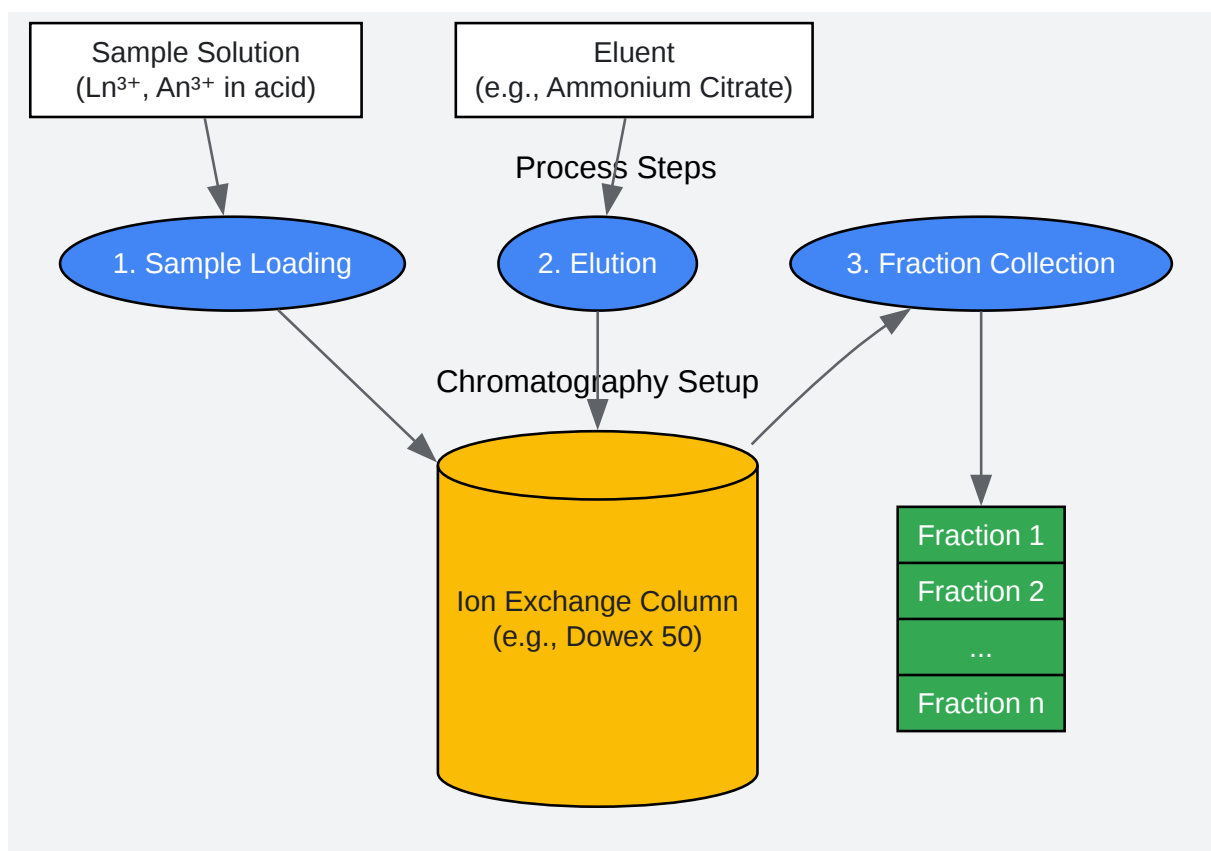 Sample Solution
(Ln³⁺, An³⁺ in acid)
Eluent
(e.g., Ammonium Citrate)
Process Steps
1. Sample Loading
2. Elution
3. Fraction Collection
Chromatography Setup
Ion Exchange Column
(e.g., Dowex 50)
Fraction 1
Fraction 2
...
Fraction n